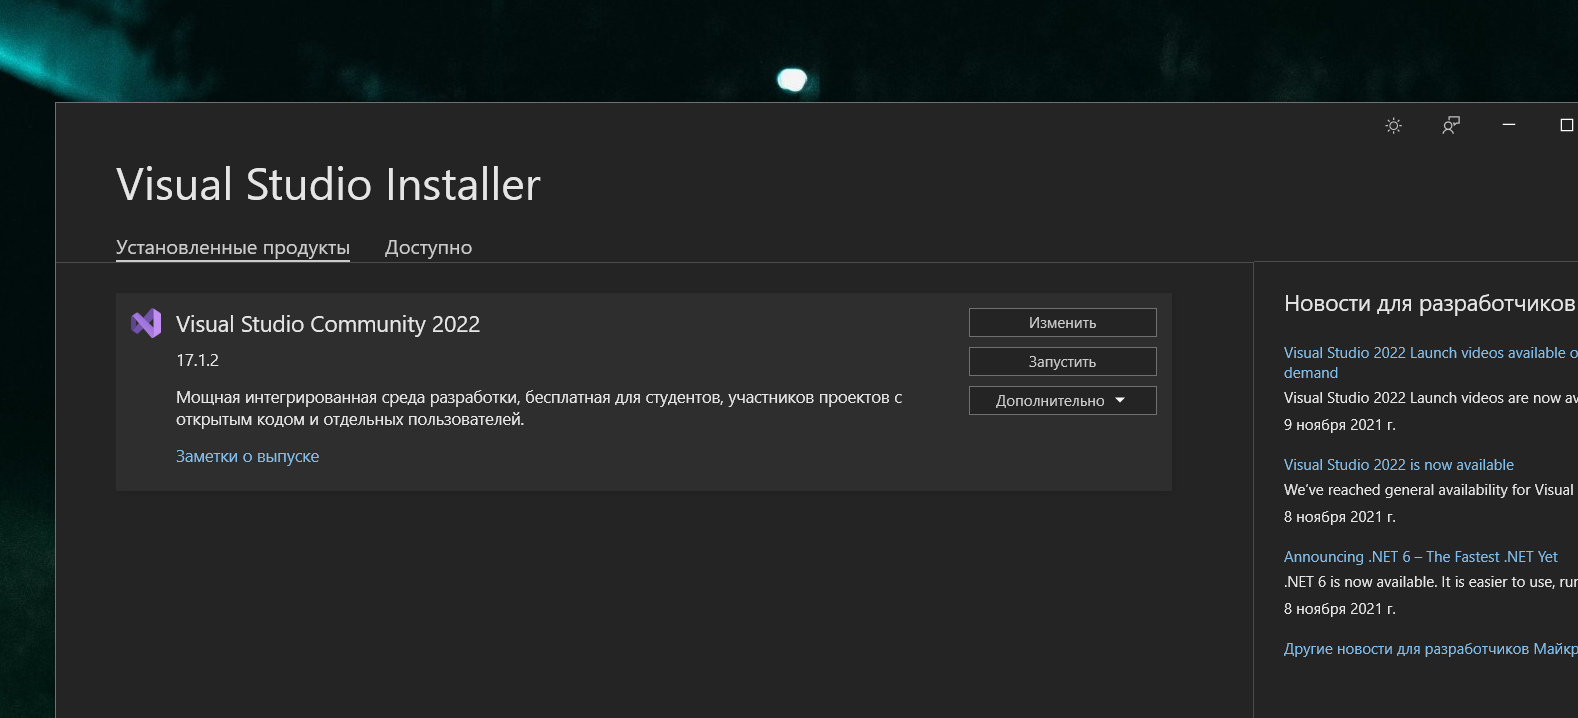 Visual Studio Installer
Установленные продукты
Доступно
Visual Studio Community 2022
17.1.2
Мощная интегрированная среда разработки, бесплатная для студентов, участников проектов с
открытым кодом и отдельных пользователей.
Заметки о выпуске
Изменить
Запустить
Дополнительно
Новости для разработчиков
Visual Studio 2022 Launch videos available
demand
Visual Studio 2022 Launch videos are now
9 ноября 2021 г.
Visual Studio 2022 is now available
We've reached general availability for Visual
8 ноября 2021 г.
Announcing .NET 6 – The Fastest .NET Yet
.NET 6 is now available. It is easier to use,
8 ноября 2021 г.
Другие новости для разработчиков